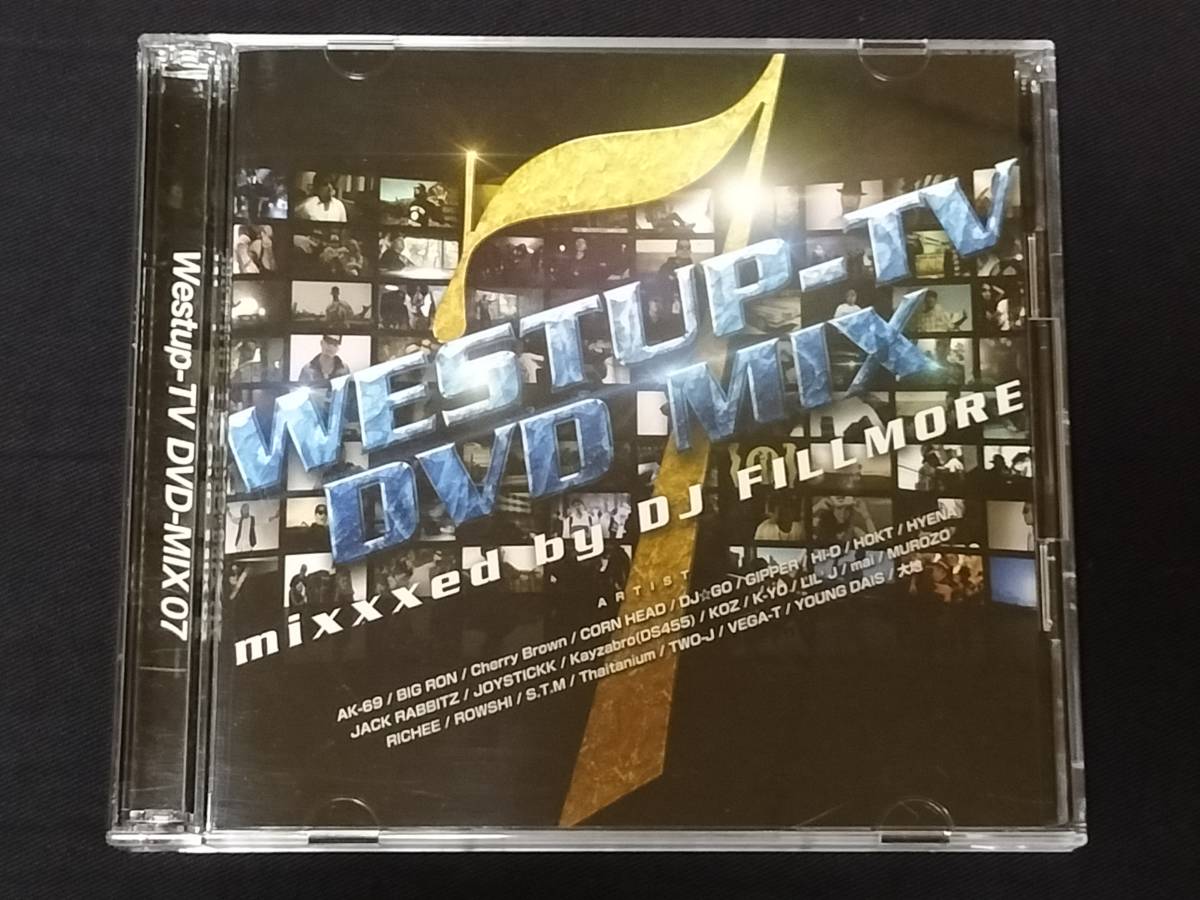 Westup-TV DVD-MIX 07
7
WESTUP-TV
DVD MIX
mixxxed by DJ FILLMORE
ARTIST
AK-69 / BIG RON / Cherry Brown / CORN HEAD / DJ☆GO / GIPPER / HI-D / HOKT / HYENA
JACK RABBITZ / JOYSTICKK / Kayzabro(DS455) / KOZ / K-YO / LIL' J / mai / MUROZO
RICHEE / ROWSHI / S.T.M / Thaitanium / TWO-J / VEGA-T / YOUNG DAIS / 大地